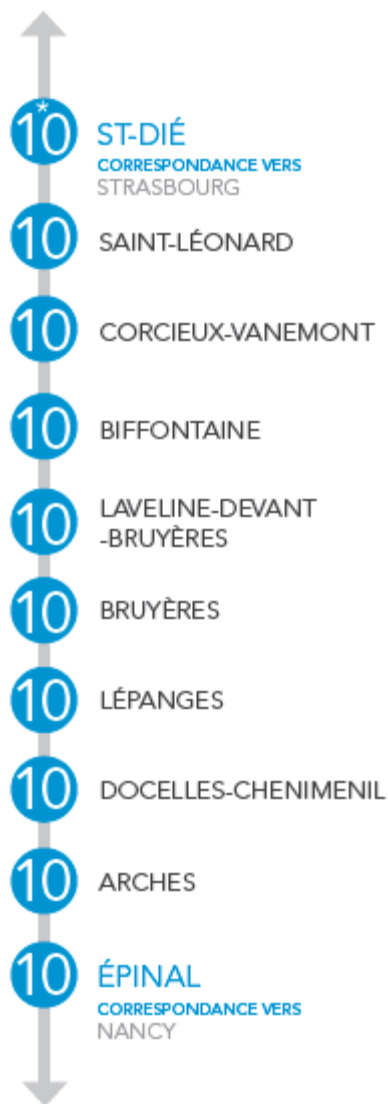 10*
ST-DIÉ
CORRESPONDANCE VERS
STRASBOURG
10
SAINT-LÉONARD
10
CORCIEUX-VANEMONT
10
BIFFONTAINE
10
LAVELINE-DEVANT
-BRUYÈRES
10
BRUYÈRES
10
LÉPANGES
10
DOCELLES-CHENIMENIL
10
ARCHES
10
ÉPINAL
CORRESPONDANCE VERS
NANCY